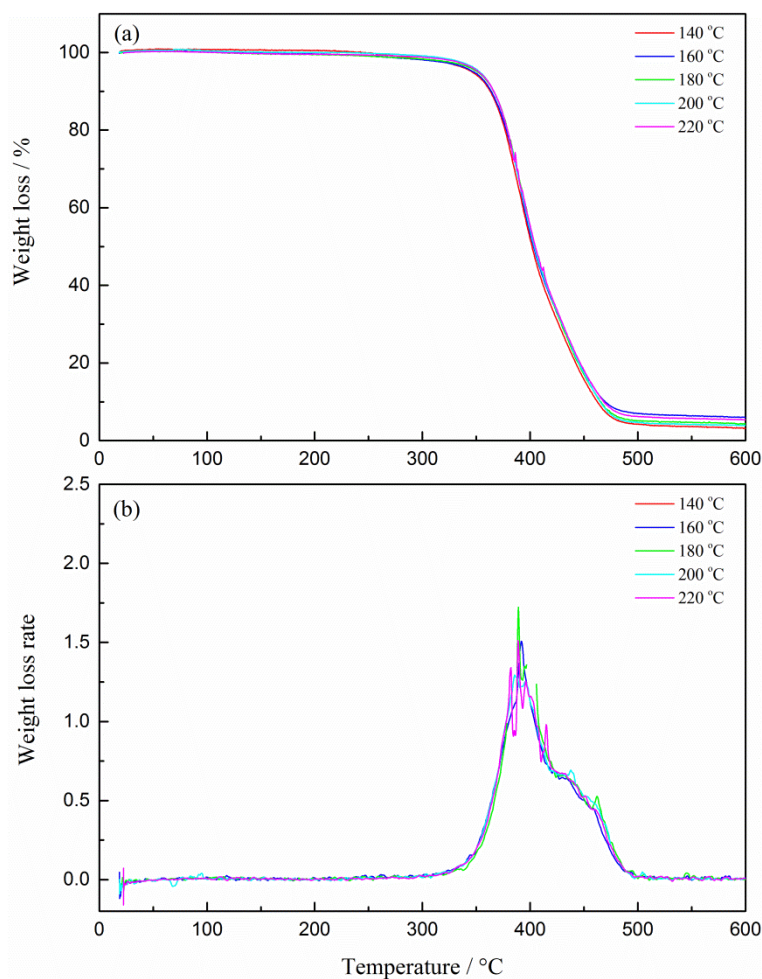 (a)
140 °C
160 °C
180 °C
200 °C
220 °C
Weight loss / %
100
80
60
40
20
0
0 100 200 300 400 500 600
(b)
140 °C
160 °C
180 °C
200 °C
220 °C
Weight loss rate
2.5
2.0
1.5
1.0
0.5
0.0
0 100 200 300 400 500 600
Temperature / °C